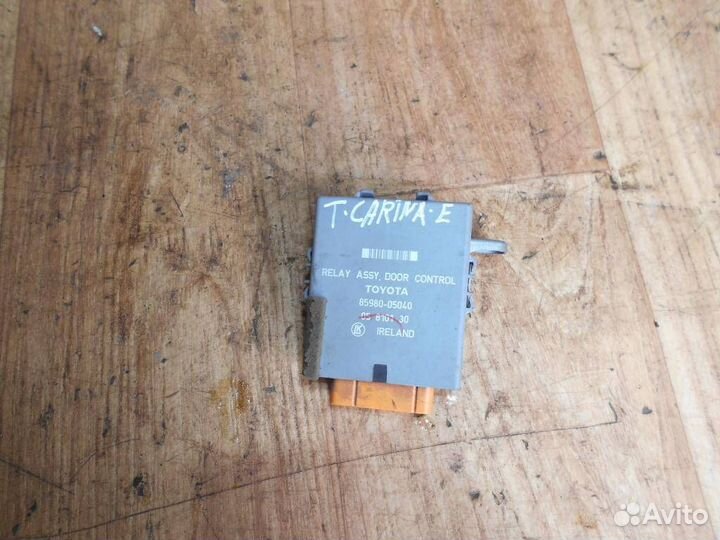 T. CARINA. E
RELAY ASSY, DOOR CONTROL
TOYOTA
85980-05040
IRELAND
Avito